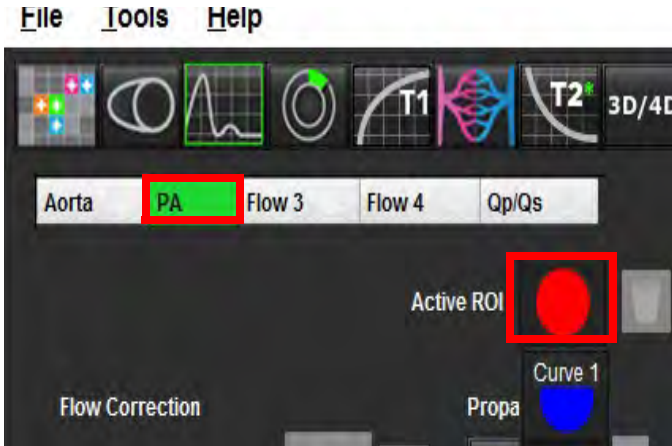 File Tools Help
T1 T2* 3D/4D
Aorta PA Flow 3 Flow 4 Qp/Qs
Active ROI
Curve 1
Flow Correction Propa